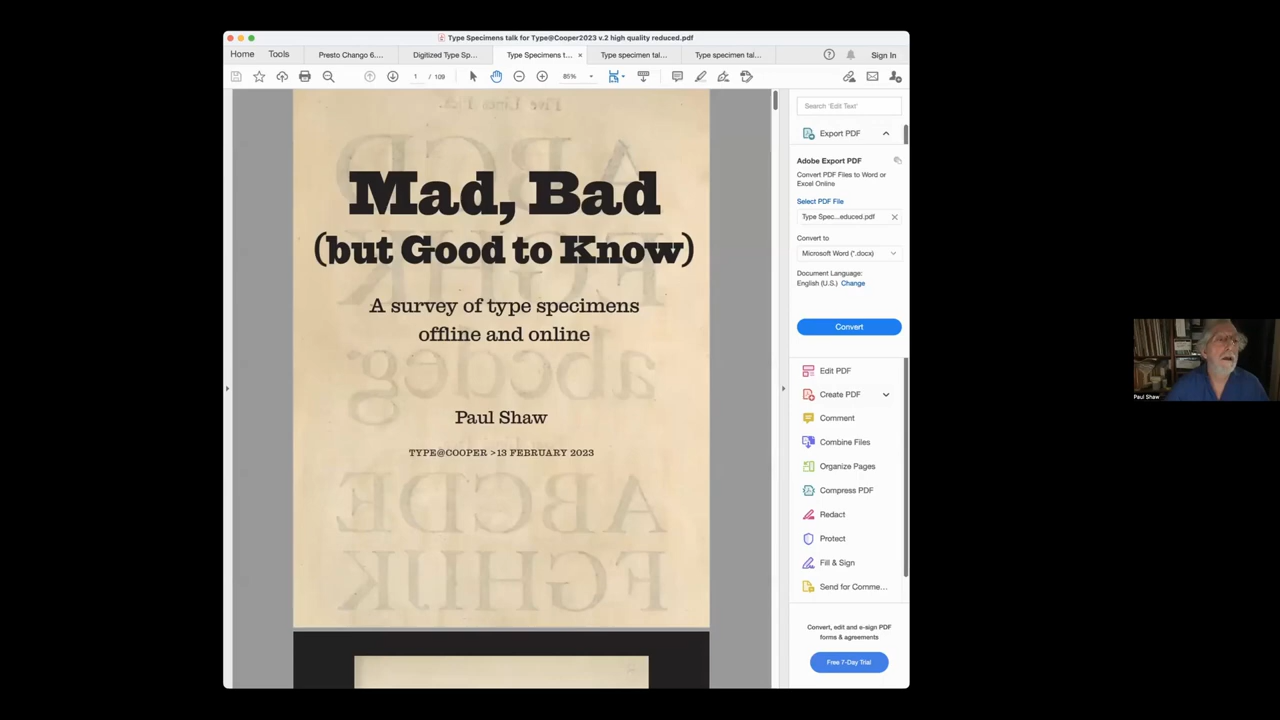 Type Specimens talk for Type@Cooper2023 v.2 high quality reduced.pdf
Home
Tools
Presto Chango 6....
Digitized Type Sp...
Type Specimens t... ×
Type specimen tal...
Type specimen tal...
Sign In
1 / 109
85%
Mad, Bad
(but Good to Know)
A survey of type specimens
offline and online
Paul Shaw
TYPE@COOPER >13 FEBRUARY 2023
ABCD
abcdeg
ABCDE
FGHIJK
Search 'Edit Text'
Export PDF
Adobe Export PDF
Convert PDF Files to Word or
Excel Online
Select PDF File
Type Spec...educed.pdf
Convert to
Microsoft Word (*.docx)
Document Language:
English (U.S.) Change
Convert
Edit PDF
Create PDF
Comment
Combine Files
Organize Pages
Compress PDF
Redact
Protect
Fill & Sign
Send for Comme...
Convert, edit and e-sign PDF
forms & agreements
Free 7-Day Trial
Paul Shaw